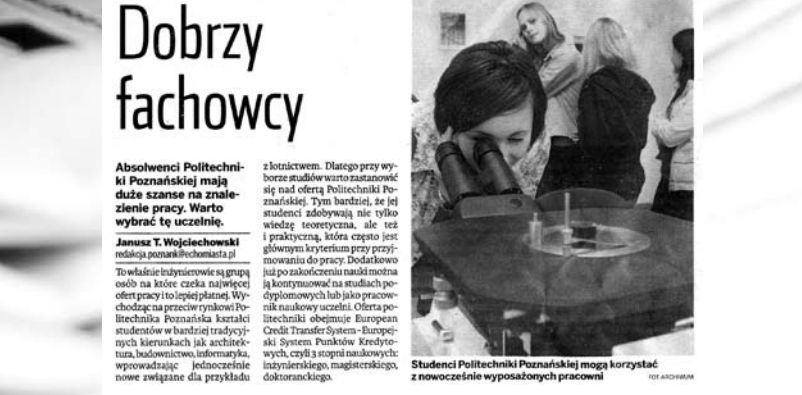 Dobrzy
fachowcy
Absolwenci Politechni-
ki Poznańskiej mają
duże szanse na znale-
zienie pracy. Warto
wybrać tę uczelnię.
Janusz T. Wojciechowski
redakcja.poznan@echomiasta.pl
To właśnie inżynierowie są grupą
osób na które czeka najwięcej
ofert pracy i to lepiej płatnej. Wy-
chodząc na przeciw rynkowi Po-
litechnika Poznańska kształci
studentów w bardziej tradycyj-
nych kierunkach jak architek-
tura, budownictwo, informatyka,
wprowadzając jednocześnie
nowe związane dla przykładu
z lotnictwem. Dlatego przy wy-
borze studiów warto zastanowić
się nad ofertą Politechniki Po-
znańskiej. Tym bardziej, że jej
studenci zdobywają nie tylko
wiedzę teoretyczna, ale też
i praktyczną, która często jest
głównym kryterium przy przyj-
mowaniu do pracy. Dodatkowo
już po zakończeniu nauki można
ją kontynuować na studiach po-
dyplomowych lub jako pracow-
nik naukowy uczelni. Oferta po-
litechniki obejmuje European
Credit Transfer System - Europej-
ski System Punktów Kredyto-
wych, czyli 3 stopni naukowych:
inżynierskiego, magisterskiego,
doktoranckiego.
Studenci Politechniki Poznańskiej mogą korzystać
z nowocześnie wyposażonych pracowni
FOT. ARCHIWUM